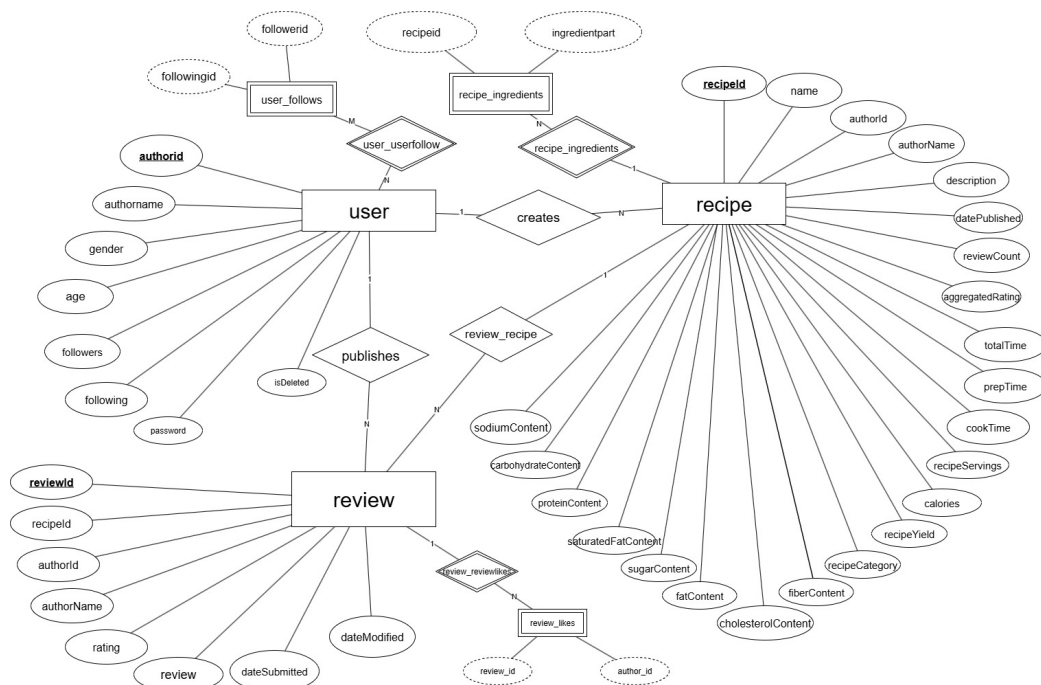 followerid
followingid
user_follows
M
user_userfollow
N
recipeid
ingredientpart
recipe_ingredients
N
recipe_ingredients
1
recipeId
name
authorId
authorName
description
datePublished
reviewCount
aggregatedRating
totalTime
prepTime
cookTime
recipeServings
calories
recipeYield
recipeCategory
fiberContent
cholesterolContent
fatContent
sugarContent
saturatedFatContent
proteinContent
carbohydrateContent
sodiumContent
recipe
authorid
authorname
gender
age
followers
following
password
isDeleted
user
1
creates
N
1
publishes
N
1
review_recipe
N
reviewId
recipeId
authorId
authorName
rating
review
dateSubmitted
dateModified
review
1
review_reviewlikes
N
review_likes
review_id
author_id